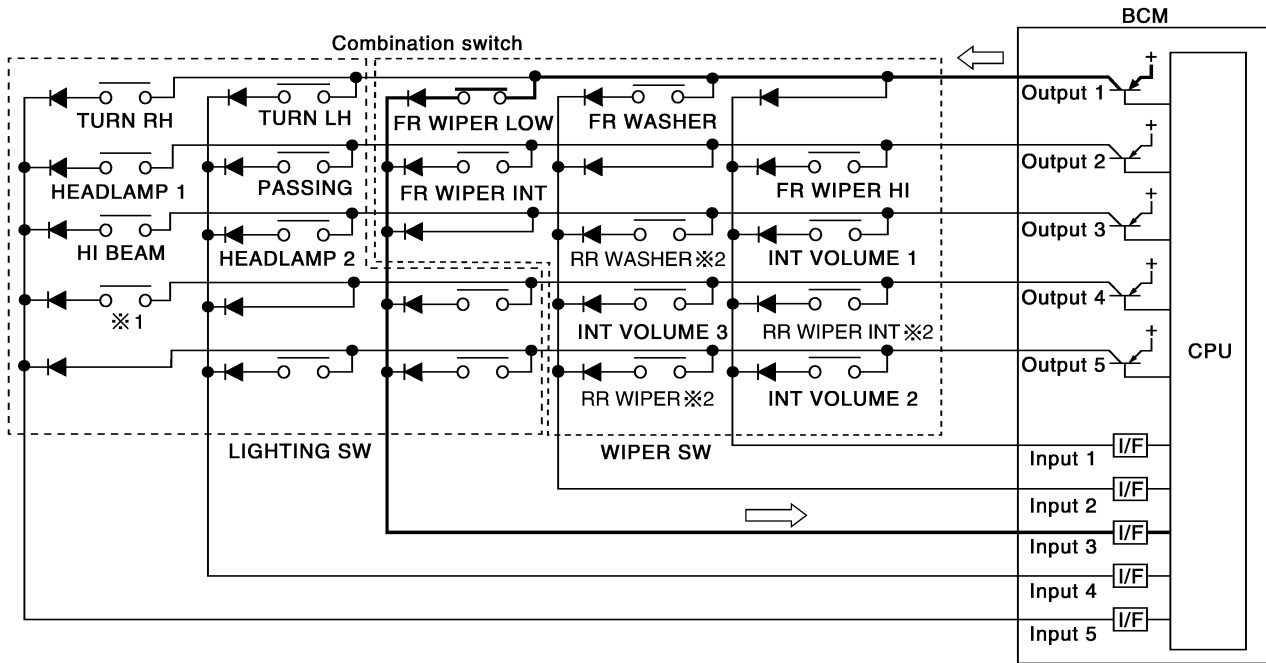 BCM
Combination switch
+
Output 1
TURN RH
TURN LH
FR WIPER LOW
FR WASHER
+
Output 2
HEADLAMP 1
PASSING
FR WIPER INT
FR WIPER HI
+
Output 3
HI BEAM
HEADLAMP 2
RR WASHER※2
INT VOLUME 1
+
Output 4
※1
INT VOLUME 3
RR WIPER INT※2
+
Output 5
CPU
RR WIPER※2
INT VOLUME 2
LIGHTING SW
WIPER SW
Input 1
I/F
Input 2
I/F
Input 3
I/F
Input 4
I/F
Input 5
I/F